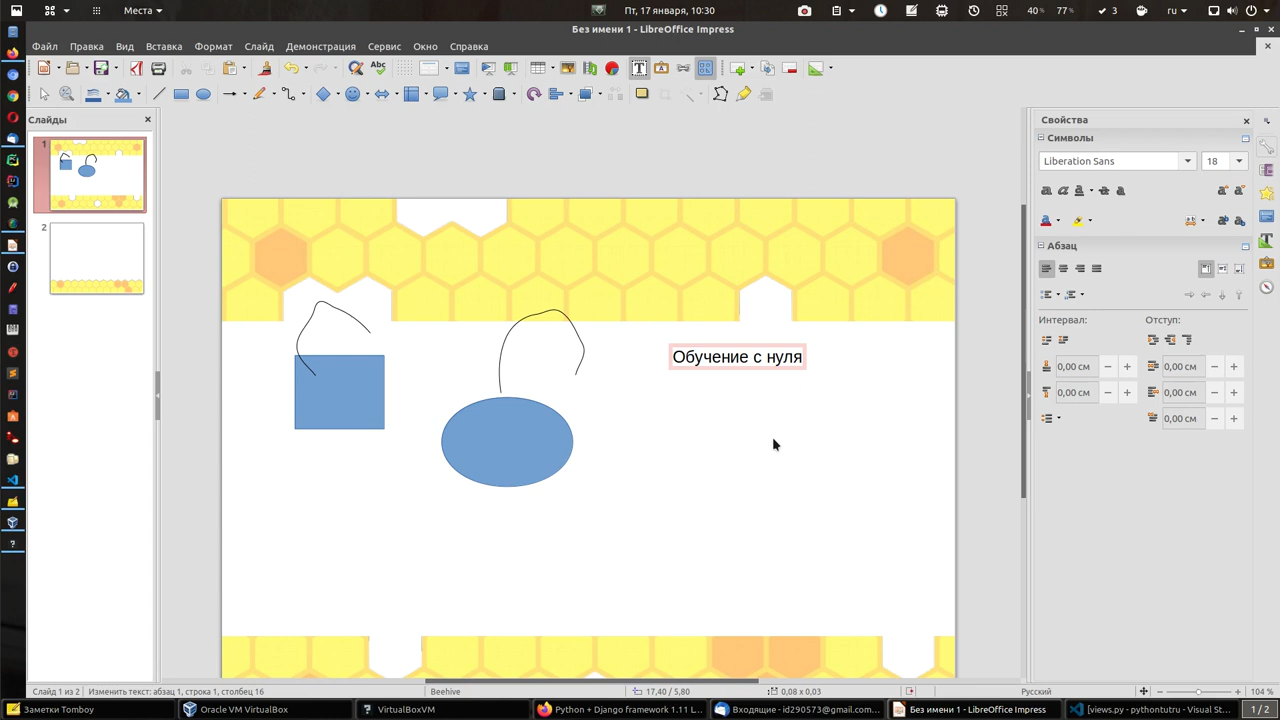 Места
Пт, 17 января, 10:30
40 %
77 %
3
ru
Без имени 1 - LibreOffice Impress
Файл
Правка
Вид
Вставка
Формат
Слайд
Демонстрация
Сервис
Окно
Справка
Слайды
1
2
Обучение с нуля
Свойства
Символы
Liberation Sans
18
Абзац
Интервал:
Отступ:
0,00 см
0,00 см
0,00 см
0,00 см
0,00 см
Слайд 1 из 2
Изменить текст: абзац 1, строка 1, столбец 16
Beehive
17,40 / 5,80
0,08 x 0,03
Русский
104 %
Заметки Tomboy
Oracle VM VirtualBox
VirtualBoxVM
Python + Django framework 1.11 L...
Входящие - id290573@gmail.com...
Без имени 1 - LibreOffice Impress
[views.py - pythontutru - Visual St...
1 / 2